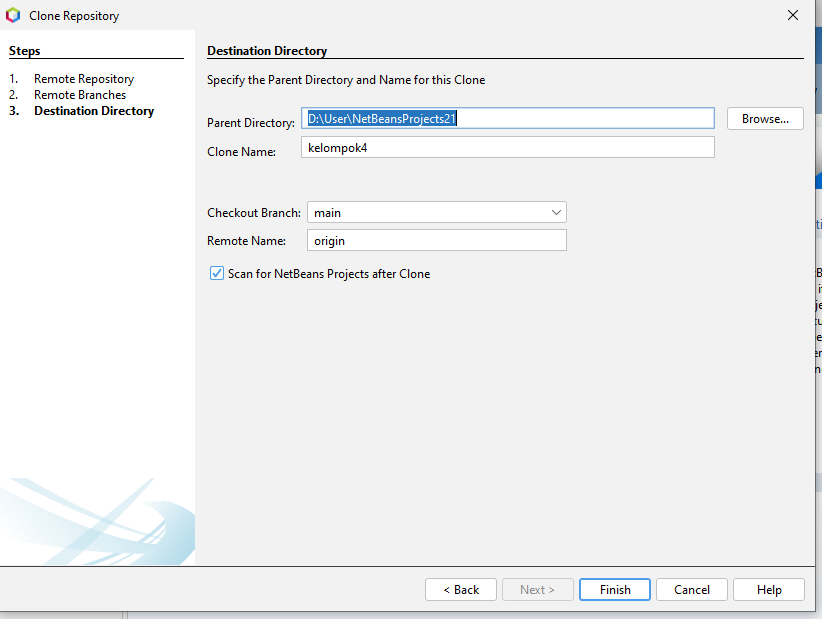 Clone Repository
Steps
1. Remote Repository
2. Remote Branches
3. Destination Directory
Destination Directory
Specify the Parent Directory and Name for this Clone
Parent Directory: D:\User\NetBeansProjects21 Browse...
Clone Name: kelompok4
Checkout Branch: main
Remote Name: origin
Scan for NetBeans Projects after Clone
< Back Next > Finish Cancel Help